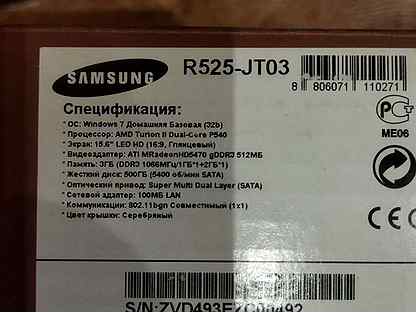 SAMSUNG
R525-JT03
8 806071 110271
Спецификация:
* ОС: Windows 7 Домашняя Базовая (32b)
* Процессор: AMD Turion II Dual-Core P540
* Экран: 15.6" LED HD (16:9, Глянцевый)
* Видеоадаптер: ATI MRadeonHD5470 gDDR3 512МБ
* Память: 3ГБ (DDR3 1066МГц/1ГБ*1+2ГБ*1)
* Жесткий диск: 500ГБ (5400 об/мин SATA)
* Оптический привод: Super Multi Dual Layer (SATA)
* Сетевой адаптер: 100МБ LAN
* Коммуникации: 802.11bgn Совместимый (1x1)
* Цвет крышки: Серебряный
ME06
CE
S/N:ZVD493EZC00492